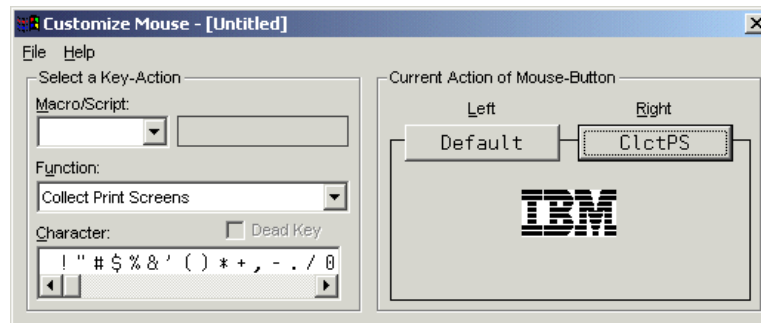 Customize Mouse - [Untitled]
File Help
Select a Key-Action
Macro/Script:
Function:
Collect Print Screens
Character:
Dead Key
! " # $ % & ' ( ) * + , - . / 0
Current Action of Mouse-Button
Left Right
Default ClctPS
IBM